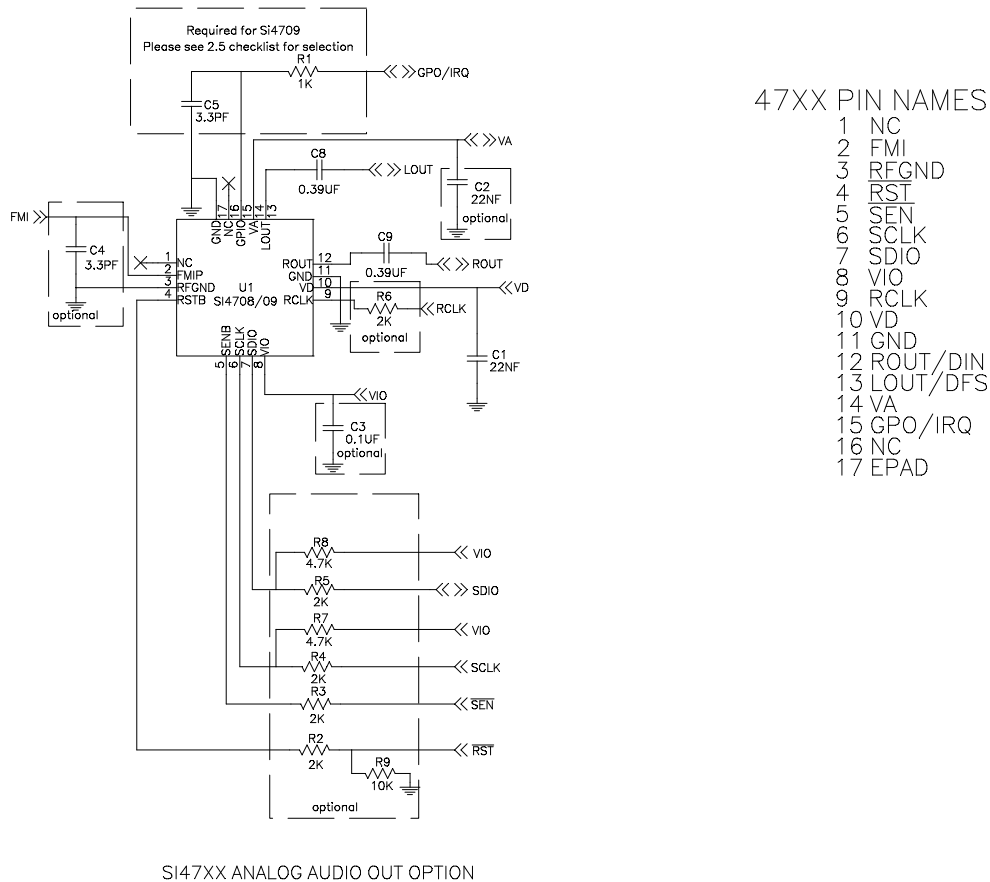 Required for Si4709
Please see 2.5 checklist for selection
R1
1K
GPO/IRQ
C5
3.3PF
VA
C8
0.39UF
LOUT
C2
22NF
optional
FMI
C4
3.3PF
optional
17 16 15 14 13
GND
NC
GPIO
VA
LOUT
1 NC
2 FMIP
3 RFGND
4 RSTB
U1
SI4708/09
ROUT 12
GND 11
VD 10
RCLK 9
C9
0.39UF
ROUT
VD
R6
2K
RCLK
optional
C1
22NF
SENB
SCLK
SDIO
VIO
5 6 7 8
VIO
C3
0.1UF
optional
R8
4.7K
VIO
R5
2K
SDIO
R7
4.7K
VIO
R4
2K
SCLK
R3
2K
SEN
R2
2K
RST
R9
10K
optional
SI47XX ANALOG AUDIO OUT OPTION
47XX PIN NAMES
1 NC
2 FMI
3 RFGND
4 RST
5 SEN
6 SCLK
7 SDIO
8 VIO
9 RCLK
10 VD
11 GND
12 ROUT/DIN
13 LOUT/DFS
14 VA
15 GPO/IRQ
16 NC
17 EPAD